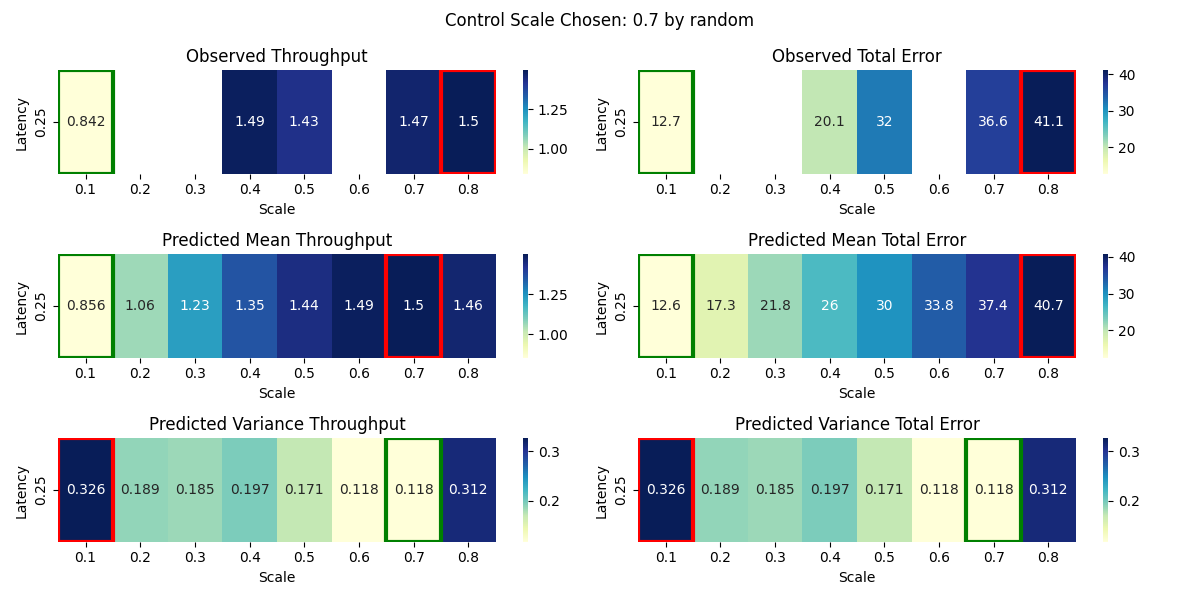 Control Scale Chosen: 0.7 by random
Observed Throughput
Latency
0.25
0.842 1.49 1.43 1.47 1.5
0.1 0.2 0.3 0.4 0.5 0.6 0.7 0.8
Scale
1.25
1.00
Observed Total Error
Latency
0.25
12.7 20.1 32 36.6 41.1
0.1 0.2 0.3 0.4 0.5 0.6 0.7 0.8
Scale
40
30
20
Predicted Mean Throughput
Latency
0.25
0.856 1.06 1.23 1.35 1.44 1.49 1.5 1.46
0.1 0.2 0.3 0.4 0.5 0.6 0.7 0.8
Scale
1.25
1.00
Predicted Mean Total Error
Latency
0.25
12.6 17.3 21.8 26 30 33.8 37.4 40.7
0.1 0.2 0.3 0.4 0.5 0.6 0.7 0.8
Scale
40
30
20
Predicted Variance Throughput
Latency
0.25
0.326 0.189 0.185 0.197 0.171 0.118 0.118 0.312
0.1 0.2 0.3 0.4 0.5 0.6 0.7 0.8
Scale
0.3
0.2
Predicted Variance Total Error
Latency
0.25
0.326 0.189 0.185 0.197 0.171 0.118 0.118 0.312
0.1 0.2 0.3 0.4 0.5 0.6 0.7 0.8
Scale
0.3
0.2